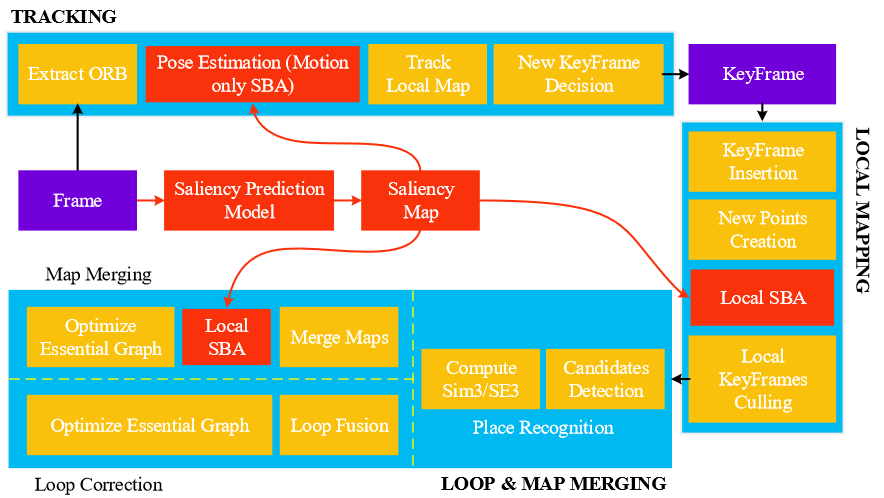 TRACKING
Extract ORB
Pose Estimation (Motion
only SBA)
Track
Local Map
New KeyFrame
Decision
KeyFrame
Frame
Saliency Prediction
Model
Saliency
Map
LOCAL MAPPING
KeyFrame
Insertion
New Points
Creation
Local SBA
Local
KeyFrames
Culling
Map Merging
Optimize
Essential Graph
Local
SBA
Merge Maps
Compute
Sim3/SE3
Candidates
Detection
Place Recognition
Optimize Essential Graph
Loop Fusion
Loop Correction
LOOP & MAP MERGING